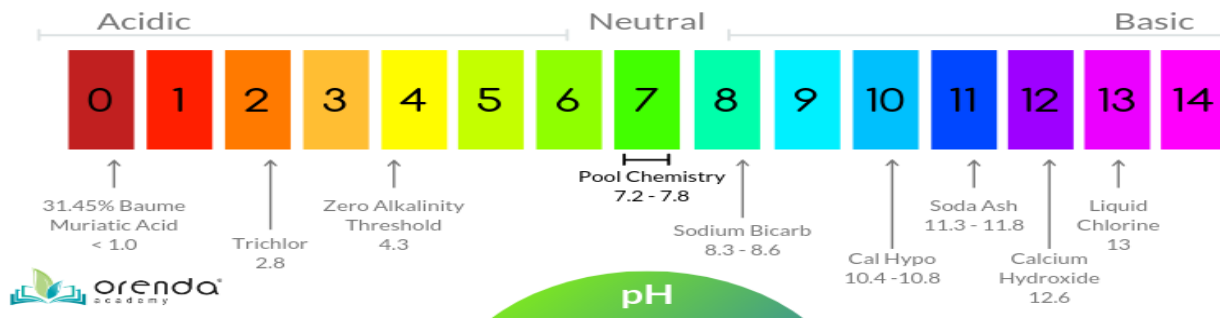 Acidic Neutral Basic
0 1 2 3 4 5 6 7 8 9 10 11 12 13 14
31.45% Baume
Muriatic Acid
< 1.0
Trichlor
2.8
Zero Alkalinity
Threshold
4.3
Pool Chemistry
7.2 - 7.8
Sodium Bicarb
8.3 - 8.6
Cal Hypo
10.4 -10.8
Soda Ash
11.3 - 11.8
Calcium
Hydroxide
12.6
Liquid
Chlorine
13
orenda®
academy
pH